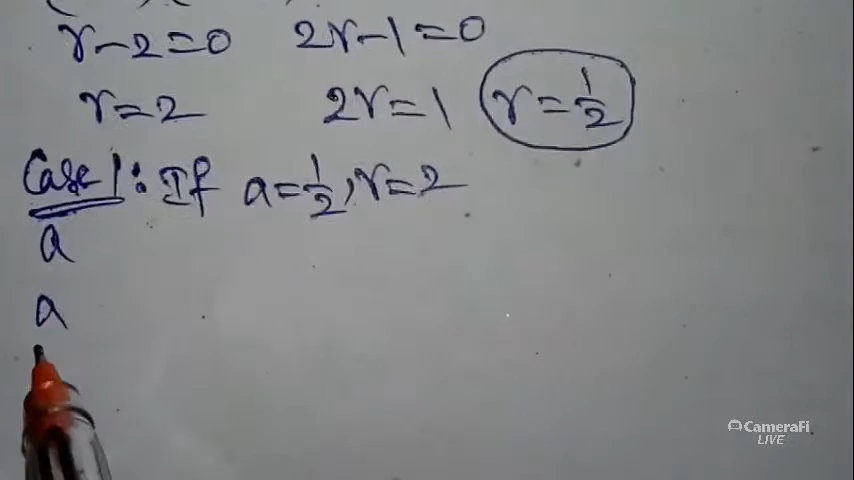 r-2=0 2r-1=0
r=2 2r=1 r=1/2
Case 1: If a=1/2, r=2
a
a
CameraFi
LIVE